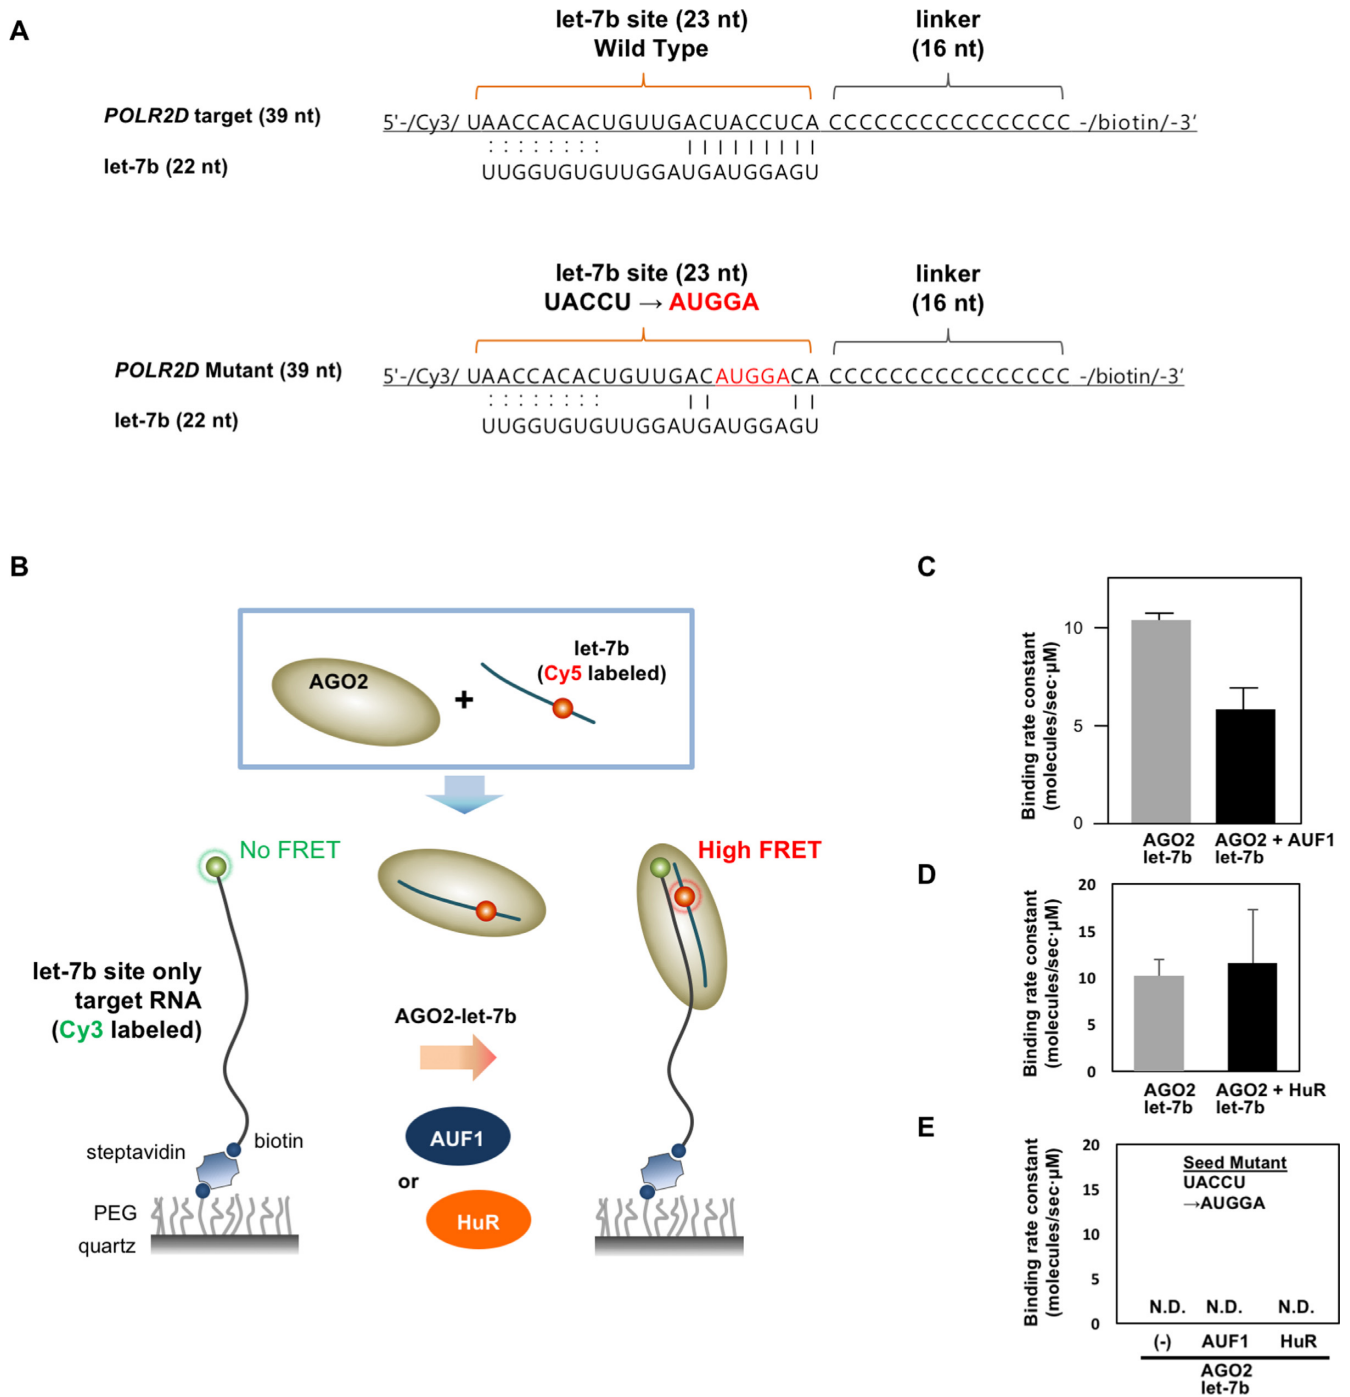 A
let-7b site (23 nt)
Wild Type
linker
(16 nt)
POLR2D target (39 nt)
5'-/Cy3/ UAACCACACUGUUGACUACCUCA CCCCCCCCCCCCCCCC -/biotin/-3'
let-7b (22 nt)
UUGGUGUGUUGGAUGAUGGAGU
let-7b site (23 nt)
UACCU → AUGGA
linker
(16 nt)
POLR2D Mutant (39 nt)
5'-/Cy3/ UAACCACACUGUUGACAUGGACA CCCCCCCCCCCCCCCC -/biotin/-3'
let-7b (22 nt)
UUGGUGUGUUGGAUGAUGGAGU
B
AGO2
+
let-7b
(Cy5 labeled)
No FRET
High FRET
let-7b site only
target RNA
(Cy3 labeled)
AGO2-let-7b
AUF1
or
HuR
steptavidin
biotin
PEG
quartz
C
Binding rate constant
(molecules/sec·μM)
10
5
0
AGO2
let-7b
AGO2 + AUF1
let-7b
D
Binding rate constant
(molecules/sec·μM)
20
15
10
5
0
AGO2
let-7b
AGO2 + HuR
let-7b
E
Binding rate constant
(molecules/sec·μM)
20
15
10
5
0
Seed Mutant
UACCU
→AUGGA
N.D. N.D. N.D.
(-) AUF1 HuR
AGO2
let-7b